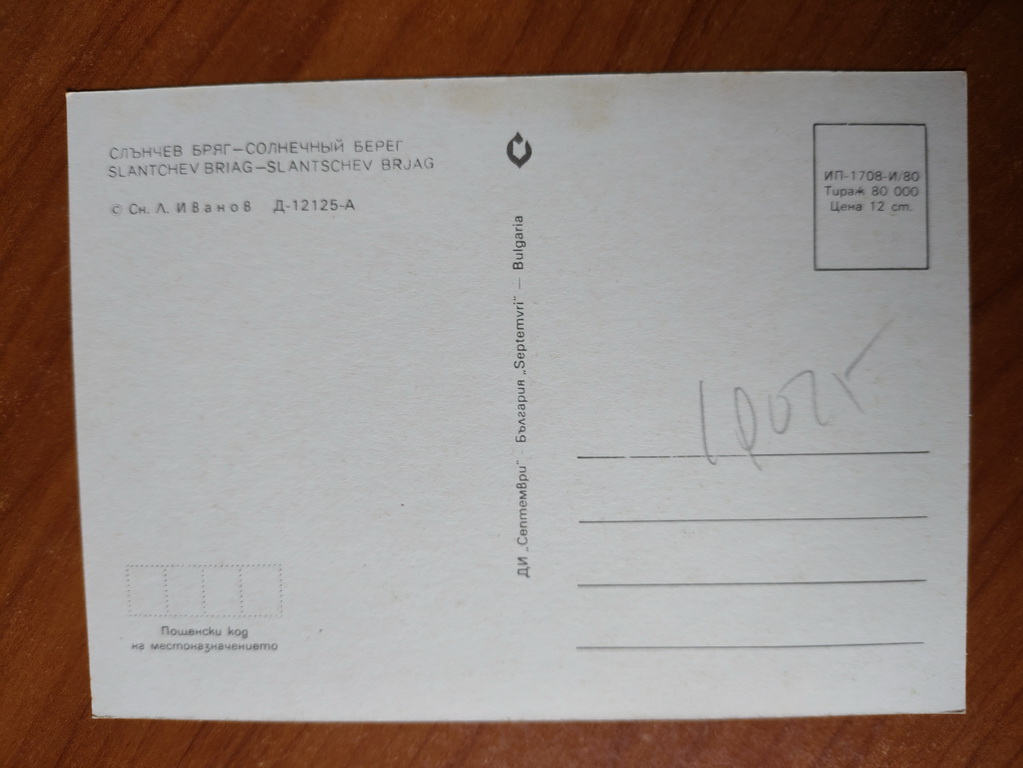 СЛЪНЧЕВ БРЯГ—СОЛНЕЧНЫЙ БЕРЕГ
SLANTCHEV BRIAG—SLANTSCHEV BRJAG
© Сн. Л. Иванов Д-12125-А
ИП-1708-И/80
Тираж 80 000
Цена 12 ст.
ДИ „Септември" — България „Septemvri" — Bulgaria
Пощенски код
на местоназначението